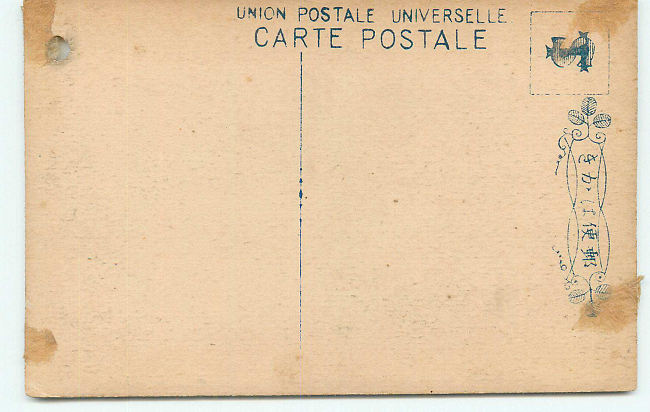 UNION POSTALE UNIVERSELLE
CARTE POSTALE
郵便はかき